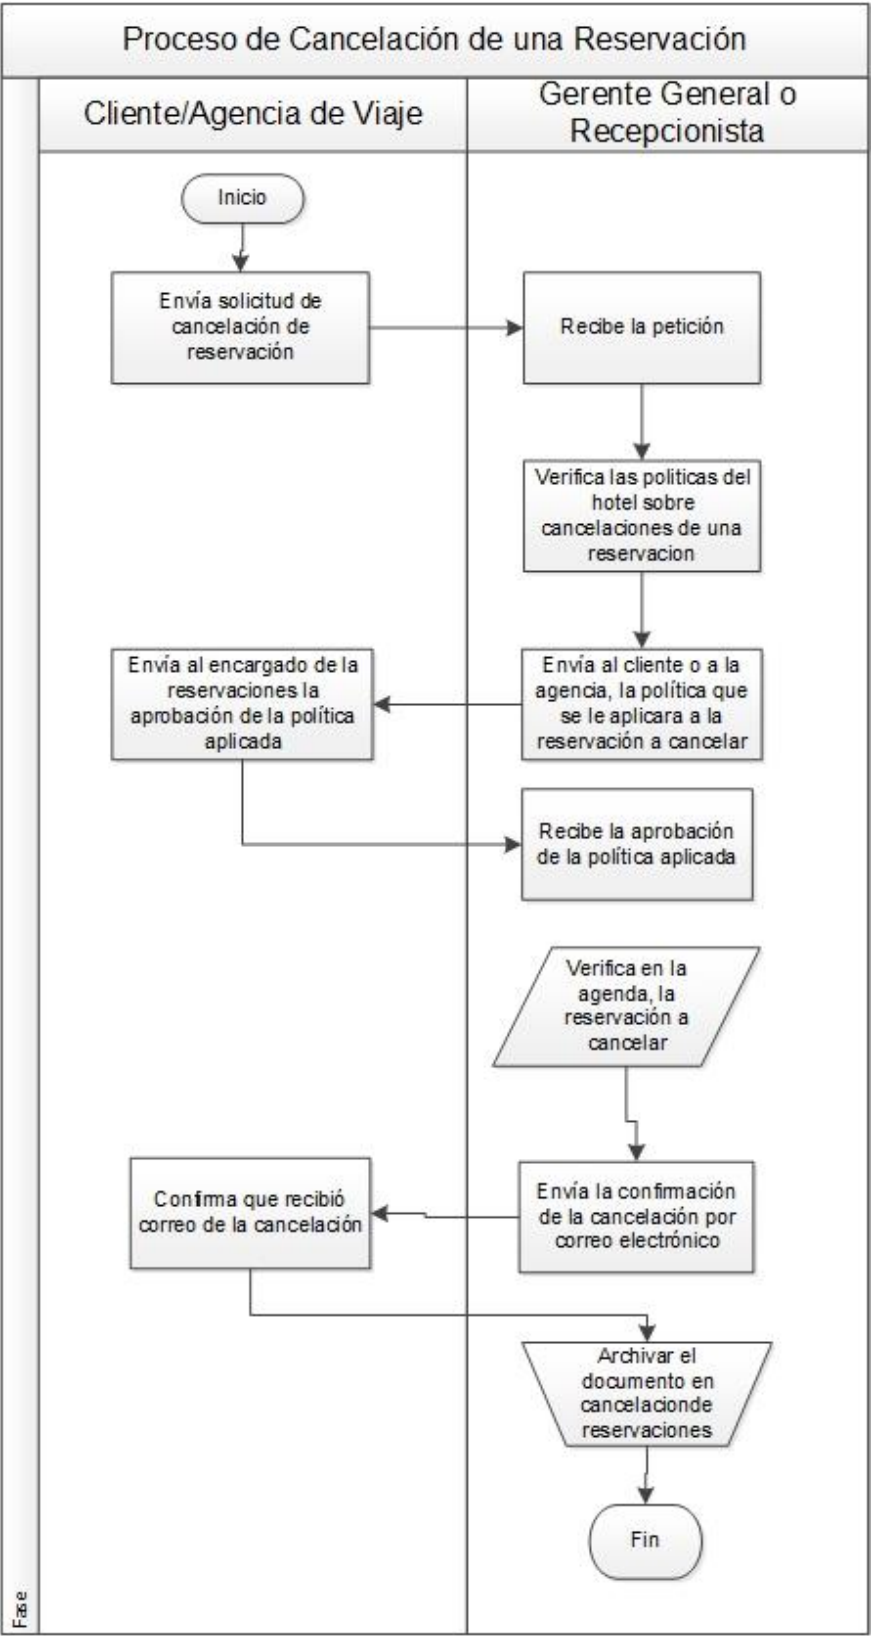 Proceso de Cancelación de una Reservación
Cliente/Agencia de Viaje
Gerente General o
Recepcionista
Inicio
Envía solicitud de
cancelación de
reservación
Recibe la petición
Verifica las politicas del
hotel sobre
cancelaciones de una
reservacion
Envía al cliente o a la
agencia, la política que
se le aplicara a la
reservación a cancelar
Envía al encargado de la
reservaciones la
aprobación de la política
aplicada
Recibe la aprobación
de la política aplicada
Verifica en la
agenda, la
reservación a
cancelar
Envía la confirmación
de la cancelación por
correo electrónico
Confirma que recibió
correo de la cancelación
Archivar el
documento en
cancelacionde
reservaciones
Fin
Fase